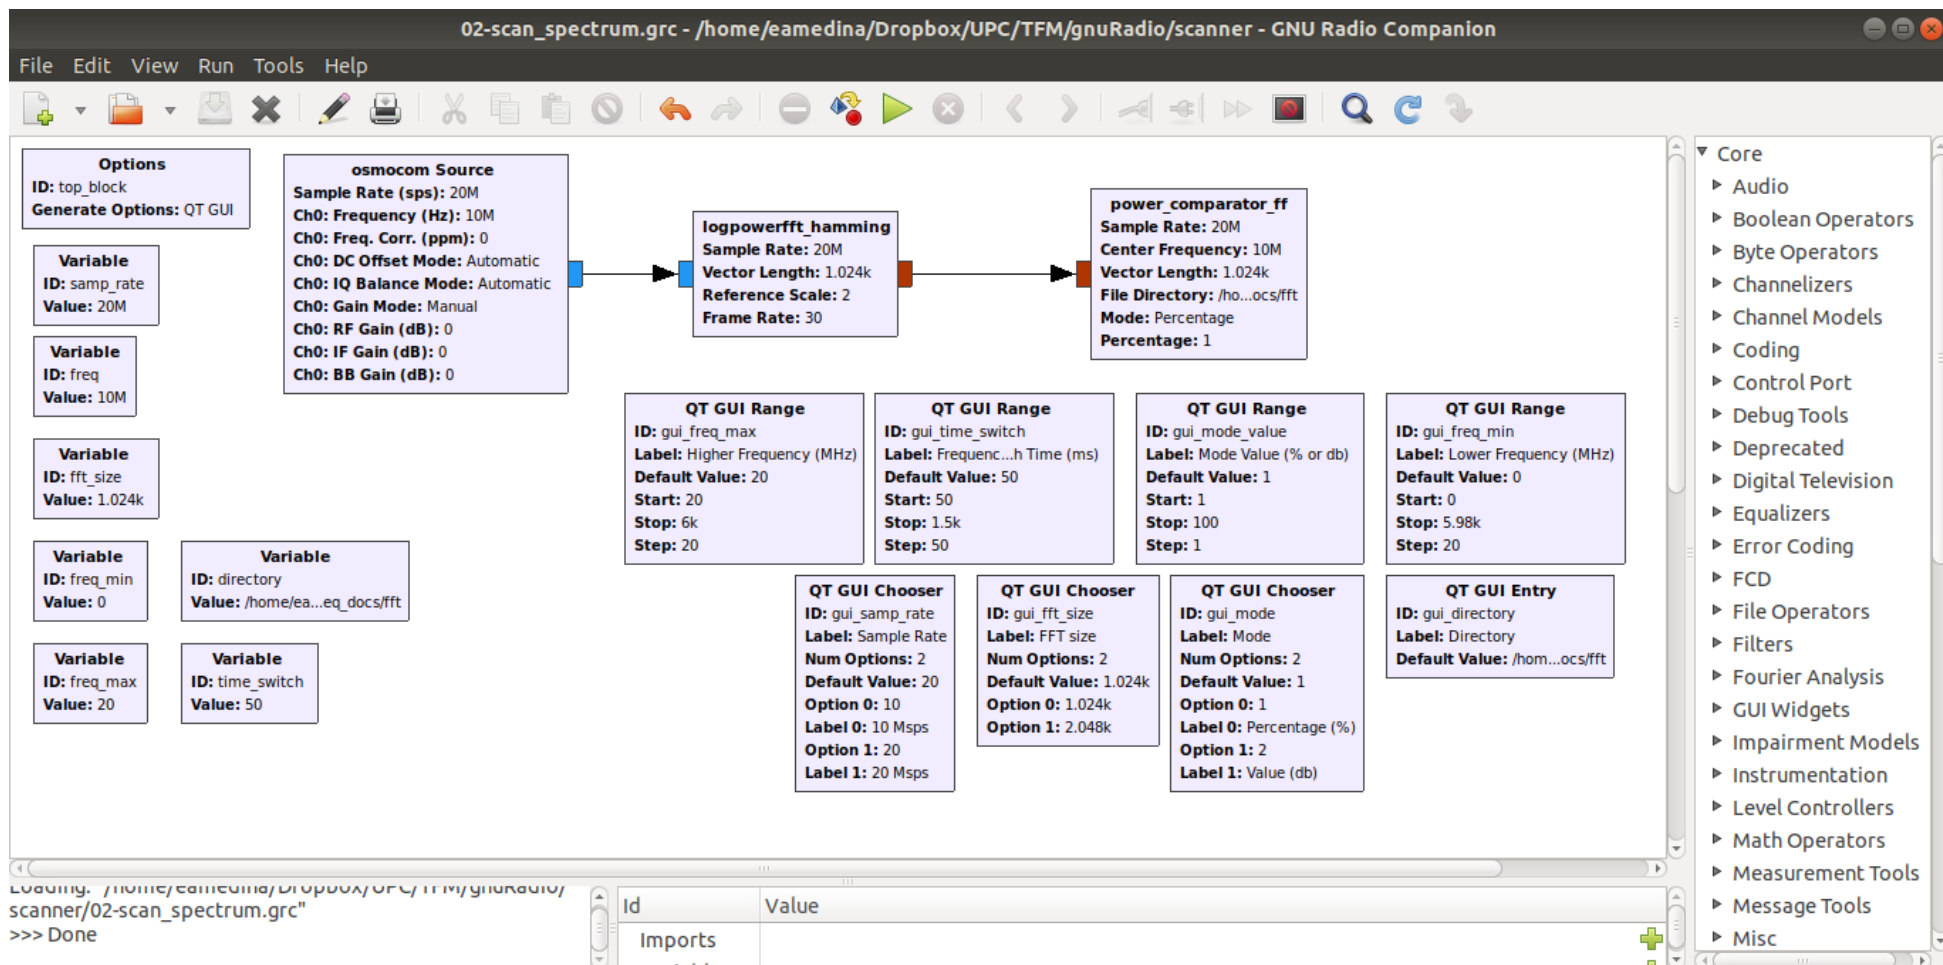 02-scan_spectrum.grc - /home/eamedina/Dropbox/UPC/TFM/gnuRadio/scanner - GNU Radio Companion
File Edit View Run Tools Help
Options
ID: top_block
Generate Options: QT GUI
Variable
ID: samp_rate
Value: 20M
Variable
ID: freq
Value: 10M
Variable
ID: fft_size
Value: 1.024k
Variable
ID: freq_min
Value: 0
Variable
ID: directory
Value: /home/ea...eq_docs/fft
Variable
ID: freq_max
Value: 20
Variable
ID: time_switch
Value: 50
osmocom Source
Sample Rate (sps): 20M
Ch0: Frequency (Hz): 10M
Ch0: Freq. Corr. (ppm): 0
Ch0: DC Offset Mode: Automatic
Ch0: IQ Balance Mode: Automatic
Ch0: Gain Mode: Manual
Ch0: RF Gain (dB): 0
Ch0: IF Gain (dB): 0
Ch0: BB Gain (dB): 0
logpowerfft_hamming
Sample Rate: 20M
Vector Length: 1.024k
Reference Scale: 2
Frame Rate: 30
power_comparator_ff
Sample Rate: 20M
Center Frequency: 10M
Vector Length: 1.024k
File Directory: /ho...ocs/fft
Mode: Percentage
Percentage: 1
QT GUI Range
ID: gui_freq_max
Label: Higher Frequency (MHz)
Default Value: 20
Start: 20
Stop: 6k
Step: 20
QT GUI Range
ID: gui_time_switch
Label: Frequenc...h Time (ms)
Default Value: 50
Start: 50
Stop: 1.5k
Step: 50
QT GUI Range
ID: gui_mode_value
Label: Mode Value (% or db)
Default Value: 1
Start: 1
Stop: 100
Step: 1
QT GUI Range
ID: gui_freq_min
Label: Lower Frequency (MHz)
Default Value: 0
Start: 0
Stop: 5.98k
Step: 20
QT GUI Chooser
ID: gui_samp_rate
Label: Sample Rate
Num Options: 2
Default Value: 20
Option 0: 10
Label 0: 10 Msps
Option 1: 20
Label 1: 20 Msps
QT GUI Chooser
ID: gui_fft_size
Label: FFT size
Num Options: 2
Default Value: 1.024k
Option 0: 1.024k
Option 1: 2.048k
QT GUI Chooser
ID: gui_mode
Label: Mode
Num Options: 2
Default Value: 1
Option 0: 1
Label 0: Percentage (%)
Option 1: 2
Label 1: Value (db)
QT GUI Entry
ID: gui_directory
Label: Directory
Default Value: /hom...ocs/fft
Core
Audio
Boolean Operators
Byte Operators
Channelizers
Channel Models
Coding
Control Port
Debug Tools
Deprecated
Digital Television
Equalizers
Error Coding
FCD
File Operators
Filters
Fourier Analysis
GUI Widgets
Impairment Models
Instrumentation
Level Controllers
Math Operators
Measurement Tools
Message Tools
Misc
Loading: "/home/eamedina/Dropbox/UPC/TFM/gnuRadio/
scanner/02-scan_spectrum.grc"
>>> Done
Id Value
Imports